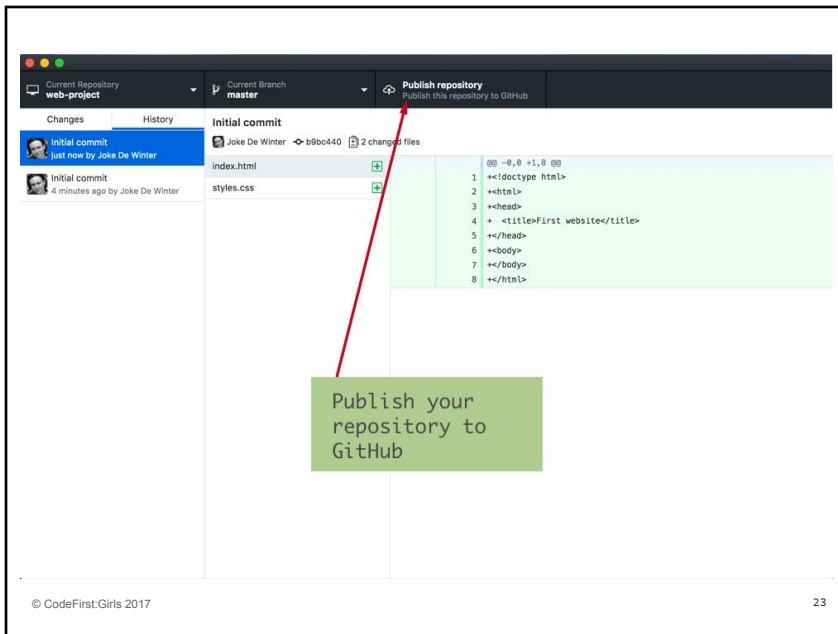 Current Repository
web-project
Current Branch
master
Publish repository
Publish this repository to GitHub
Changes
History
Initial commit
just now by Joke De Winter
Initial commit
4 minutes ago by Joke De Winter
Initial commit
Joke De Winter b9bc440 2 changed files
index.html
styles.css
@@ -0,0 +1,8 @@
1 +<!doctype html>
2 +<html>
3 +<head>
4 + <title>First website</title>
5 +</head>
6 +<body>
7 +</body>
8 +</html>
Publish your
repository to
GitHub
© CodeFirst:Girls 2017
23